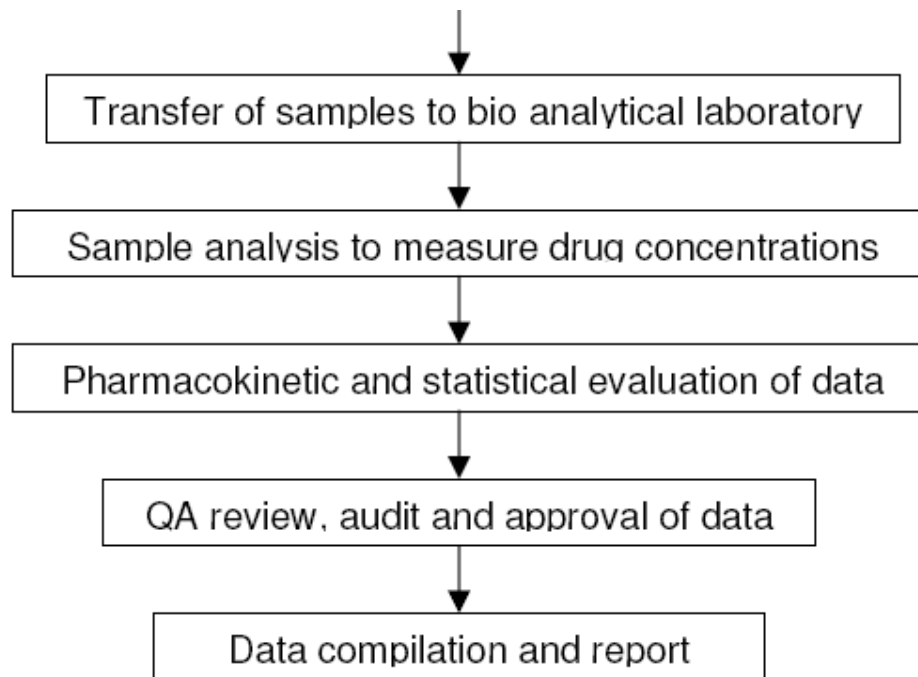 Transfer of samples to bio analytical laboratory
Sample analysis to measure drug concentrations
Pharmacokinetic and statistical evaluation of data
QA review, audit and approval of data
Data compilation and report